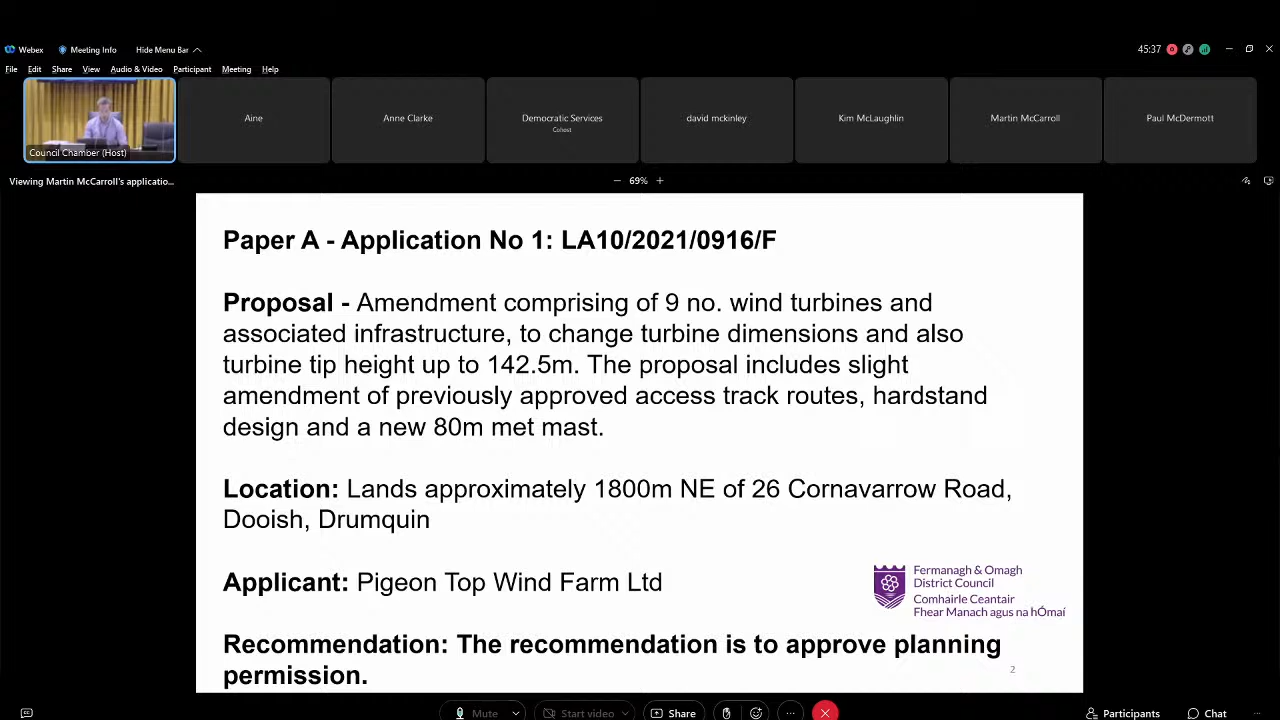 Webex
Meeting Info
Hide Menu Bar
45:37
File Edit Share View Audio & Video Participant Meeting Help
Council Chamber (Host)
Aine
Anne Clarke
Democratic Services
Cohost
david mckinley
Kim McLaughlin
Martin McCarroll
Paul McDermott
Viewing Martin McCarroll's applicatio...
69%
Paper A - Application No 1: LA10/2021/0916/F
Proposal - Amendment comprising of 9 no. wind turbines and
associated infrastructure, to change turbine dimensions and also
turbine tip height up to 142.5m. The proposal includes slight
amendment of previously approved access track routes, hardstand
design and a new 80m met mast.
Location: Lands approximately 1800m NE of 26 Cornavarrow Road,
Dooish, Drumquin
Applicant: Pigeon Top Wind Farm Ltd
Fermanagh & Omagh
District Council
Comhairle Ceantair
Fhear Manach agus na hÓmaí
Recommendation: The recommendation is to approve planning
permission.
2
Mute
Start video
Share
Participants
Chat